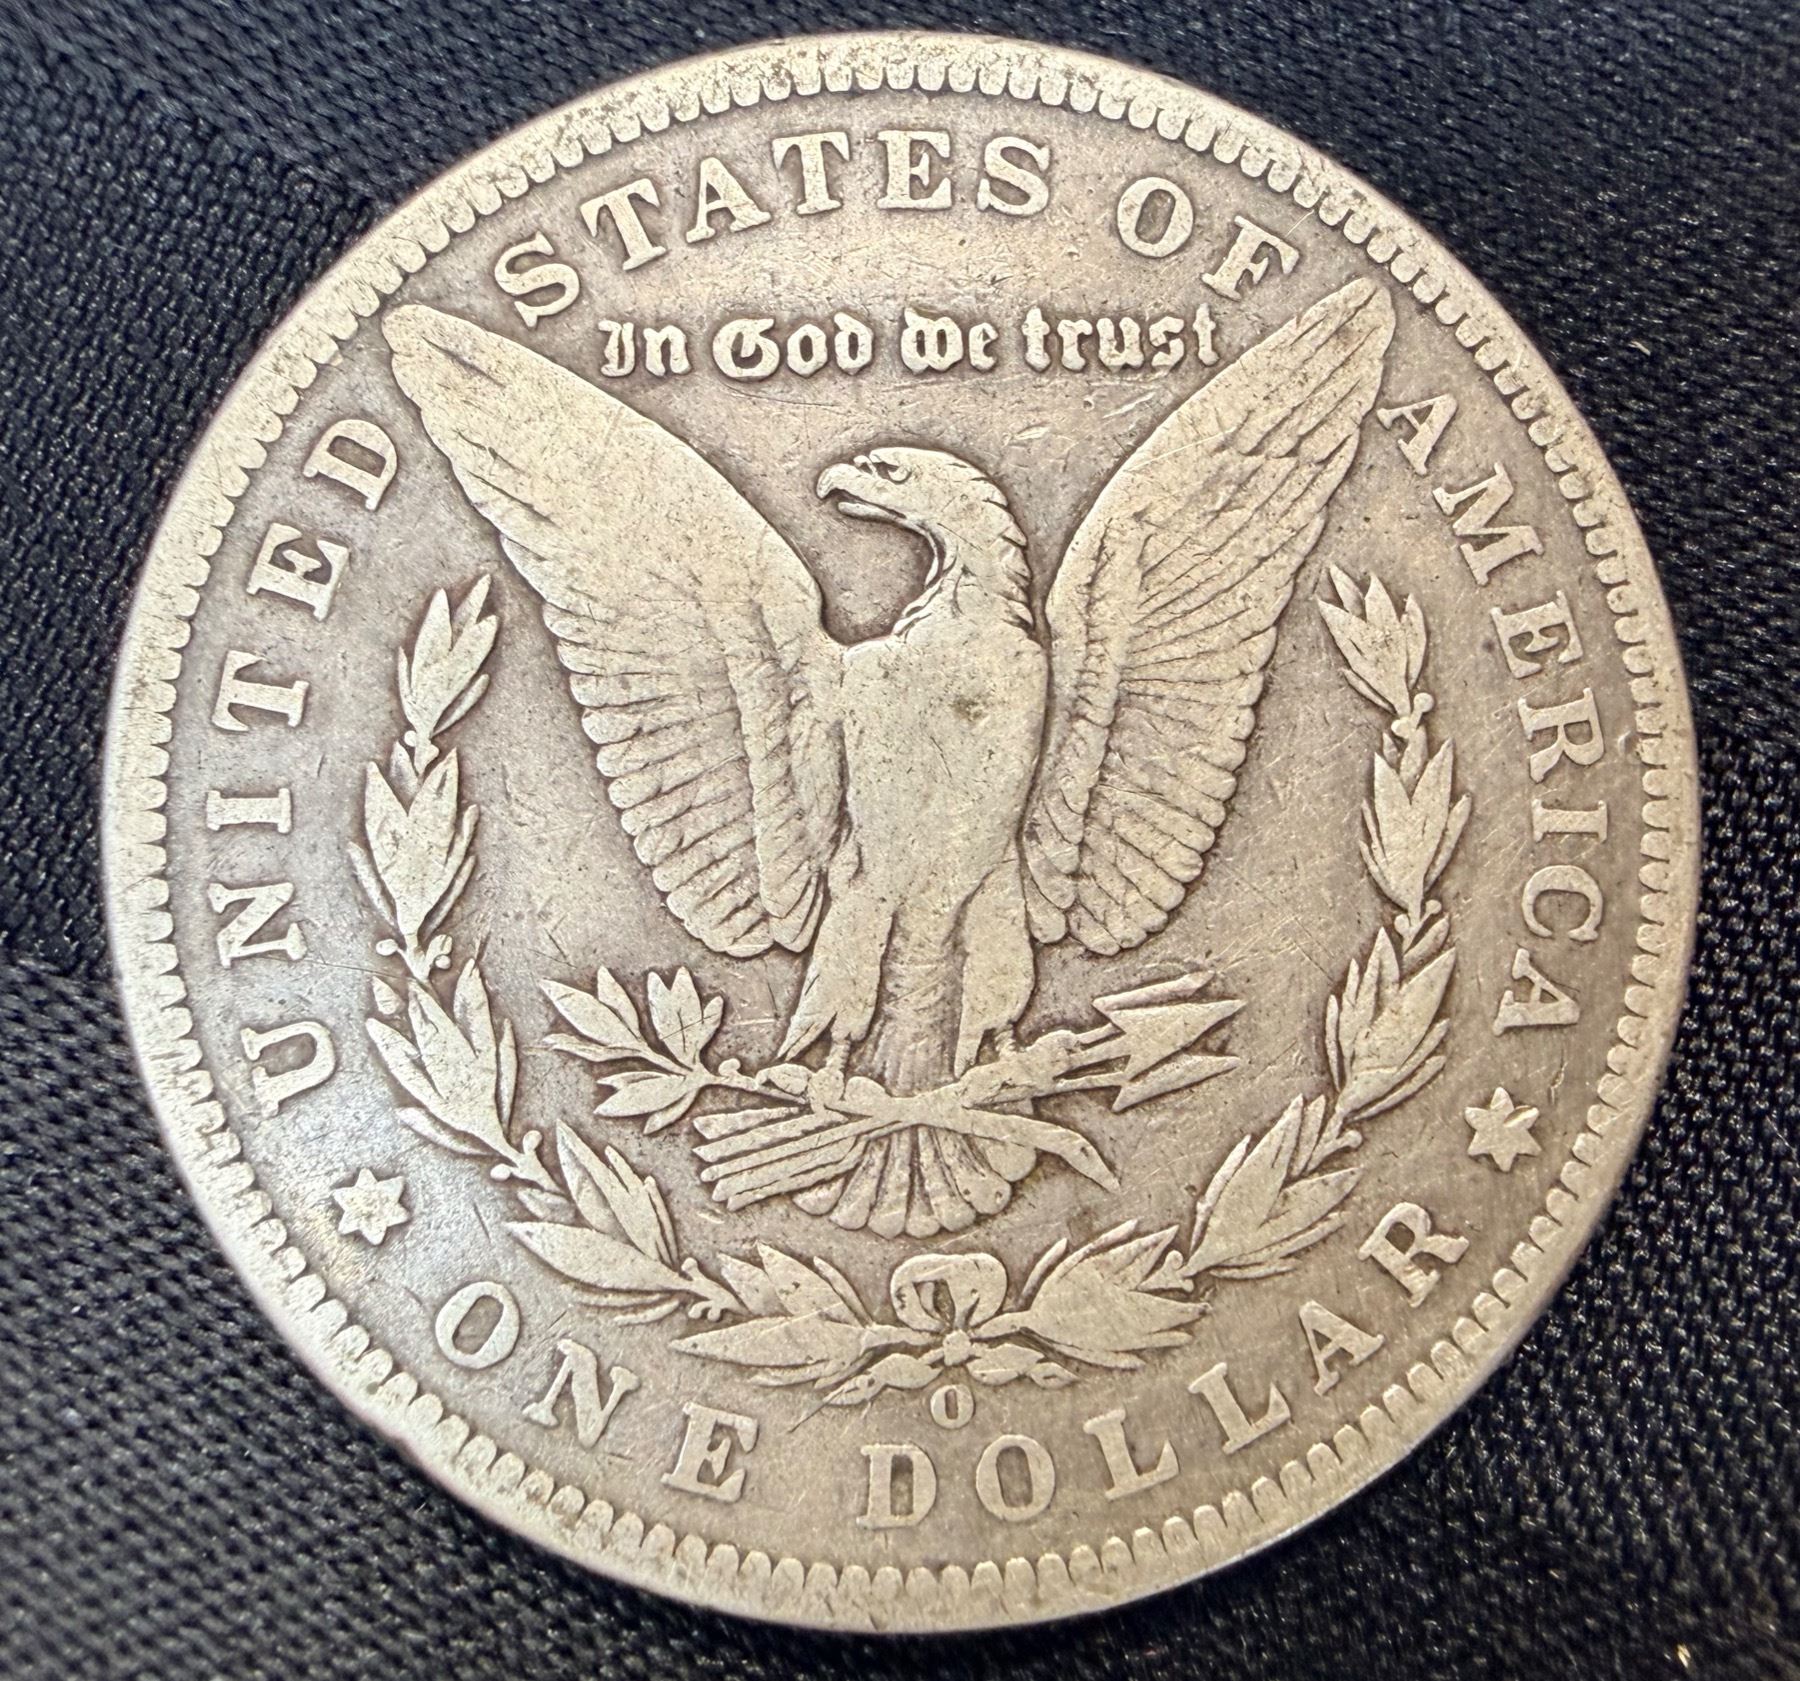 UNITED STATES OF AMERICA
In God we trust
O
ONE DOLLAR